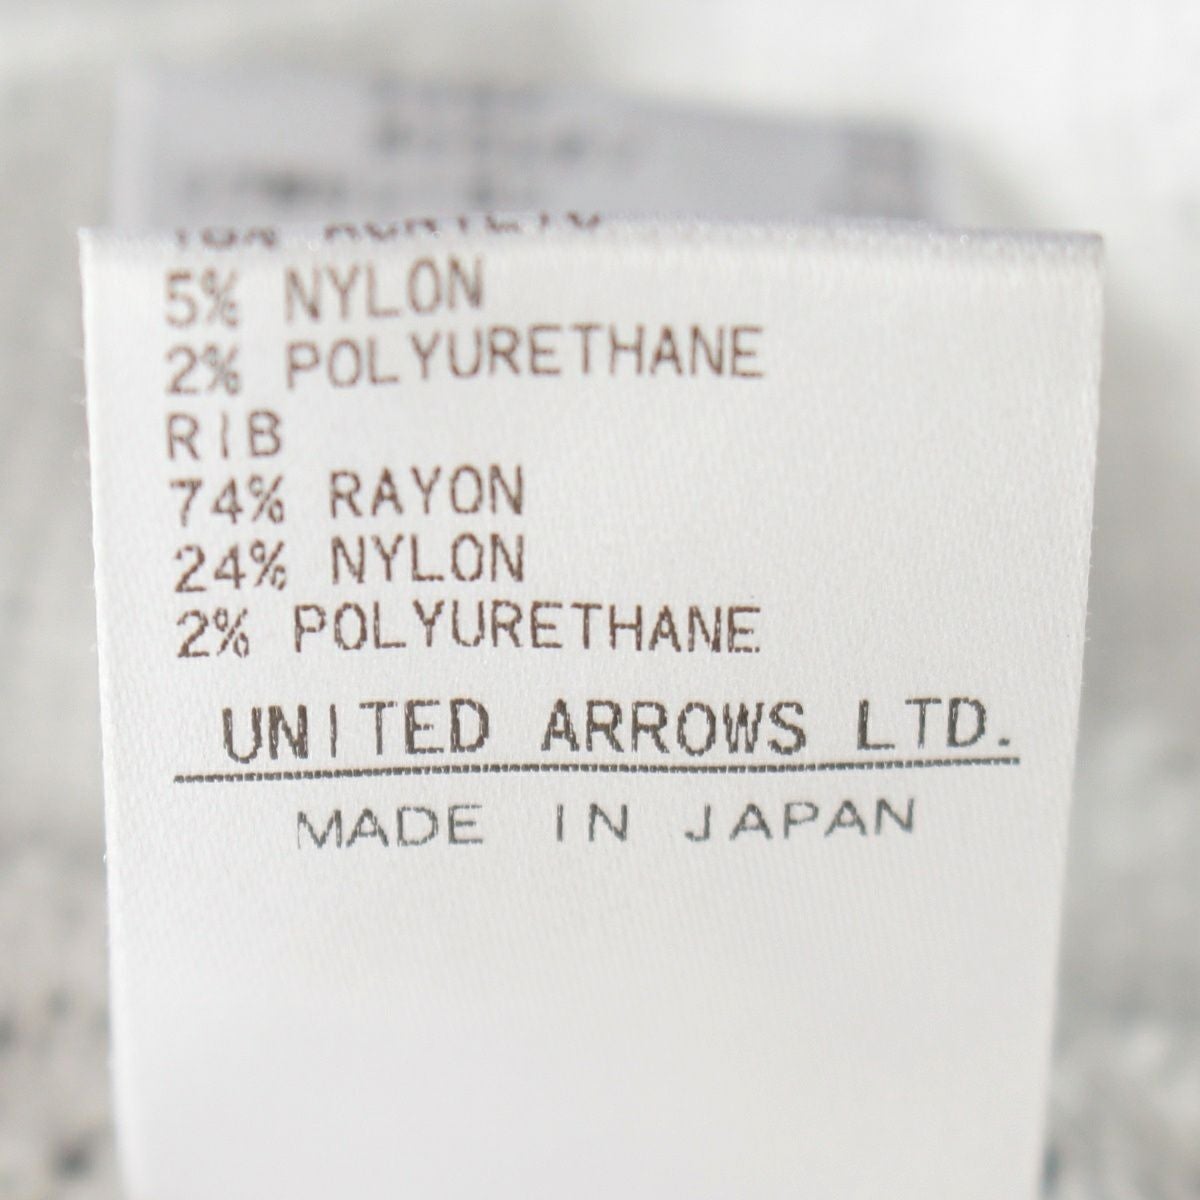 5% NYLON
2% POLYURETHANE
RIB
74% RAYON
24% NYLON
2% POLYURETHANE
UNITED ARROWS LTD.
MADE IN JAPAN